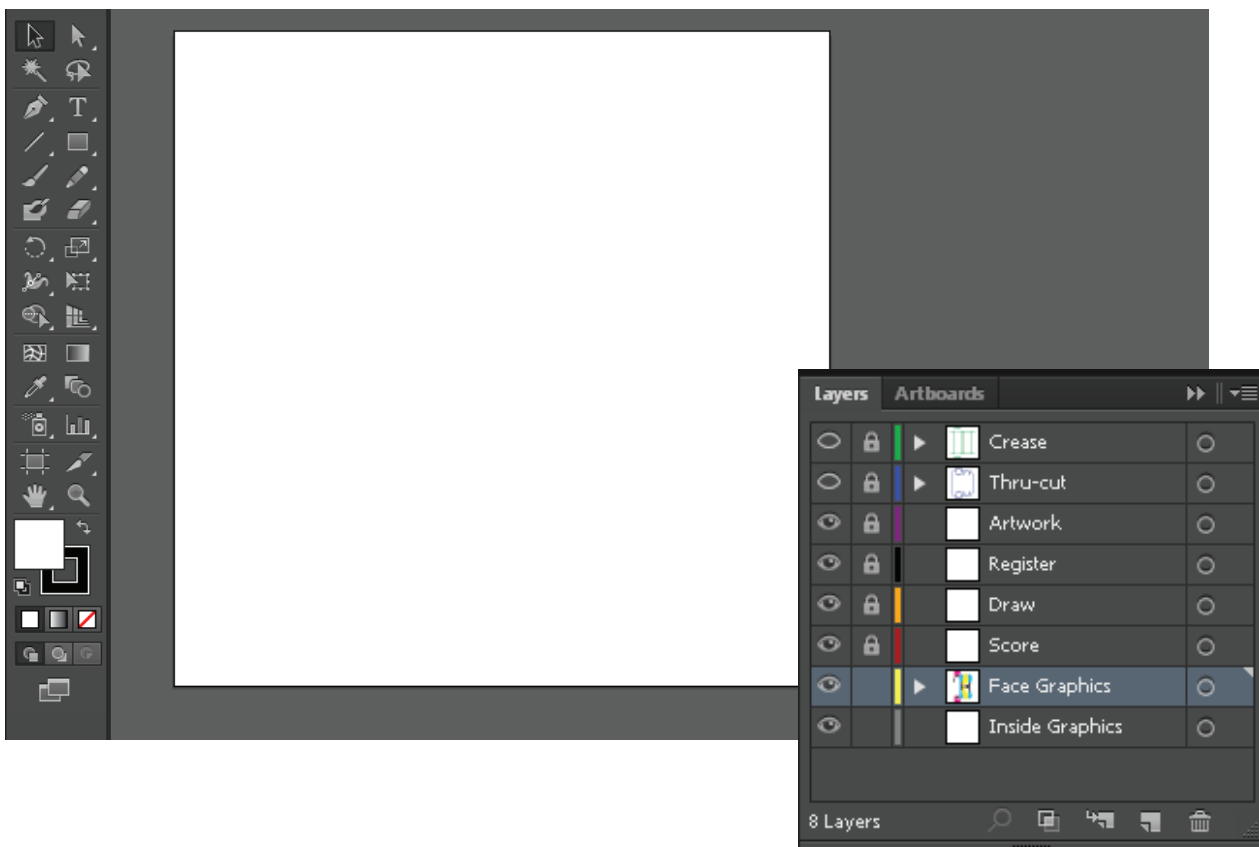 T
Layers Artboards
Crease
Thru-cut
Artwork
Register
Draw
Score
Face Graphics
Inside Graphics
8 Layers